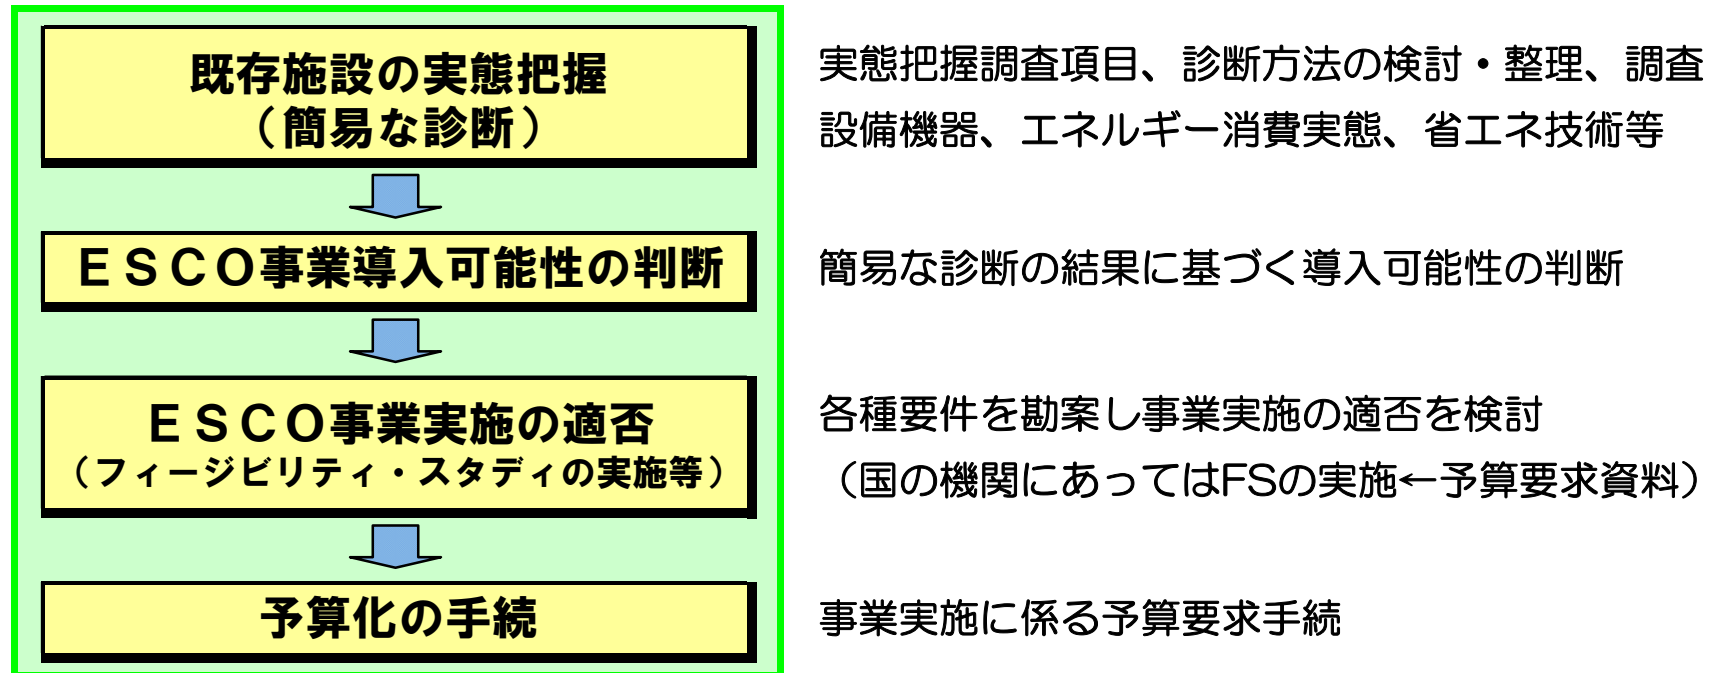 既存施設の実態把握
（簡易な診断）
実態把握調査項目、診断方法の検討・整理、調査
設備機器、エネルギー消費実態、省エネ技術等
ＥＳＣＯ事業導入可能性の判断
簡易な診断の結果に基づく導入可能性の判断
ＥＳＣＯ事業実施の適否
（フィージビリティ・スタディの実施等）
各種要件を勘案し事業実施の適否を検討
（国の機関にあってはFSの実施←予算要求資料）
予算化の手続
事業実施に係る予算要求手続